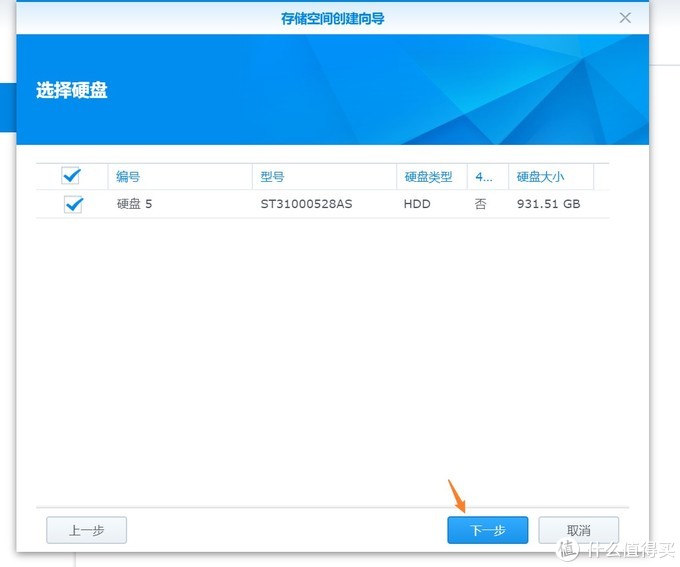 存储空间创建向导
选择硬盘
编号 型号 硬盘类型 4... 硬盘大小
硬盘 5 ST31000528AS HDD 否 931.51 GB
上一步 下一步 取消
值 什么值得买